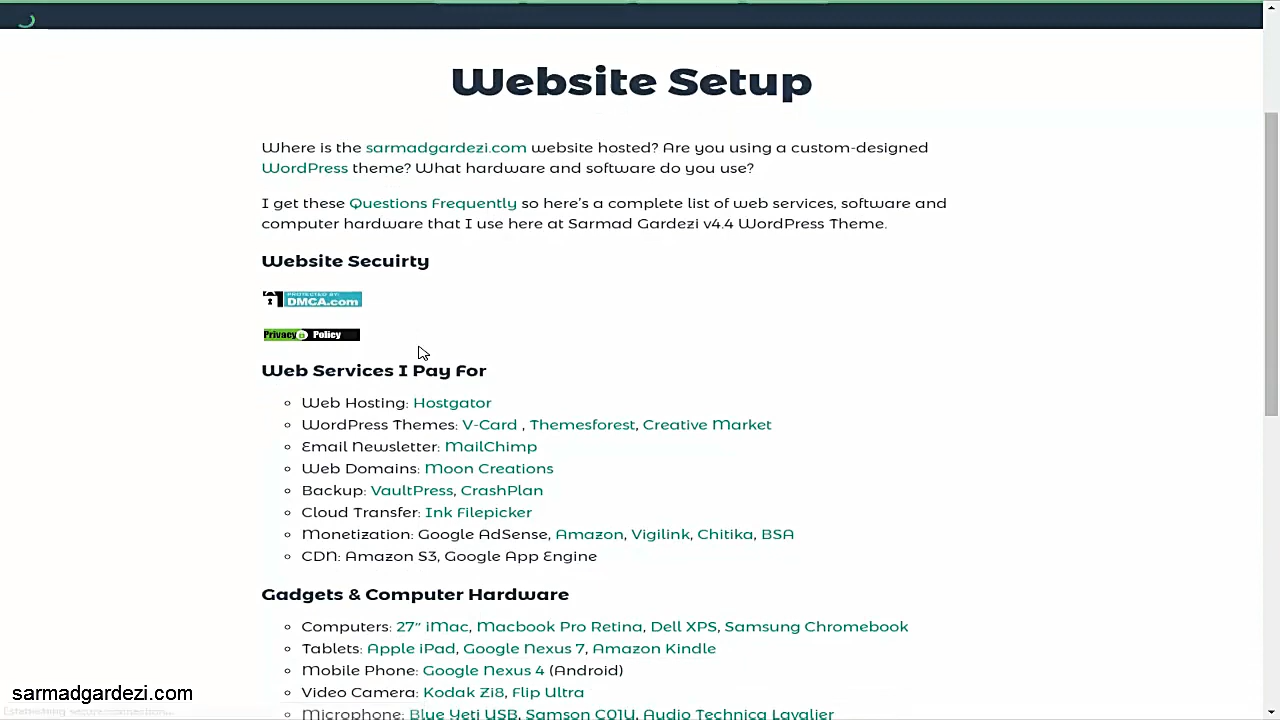 Website Setup
Where is the sarmadgardezi.com website hosted? Are you using a custom-designed
WordPress theme? What hardware and software do you use?
I get these Questions Frequently so here's a complete list of web services, software and
computer hardware that I use here at Sarmad Gardezi v4.4 WordPress Theme.
Website Secuirty
PROTECTED BY:
DMCA.com
Privacy Policy
Web Services I Pay For
Web Hosting: Hostgator
WordPress Themes: V-Card , Themesforest, Creative Market
Email Newsletter: MailChimp
Web Domains: Moon Creations
Backup: VaultPress, CrashPlan
Cloud Transfer: Ink Filepicker
Monetization: Google AdSense, Amazon, Vigilink, Chitika, BSA
CDN: Amazon S3, Google App Engine
Gadgets & Computer Hardware
Computers: 27″ iMac, Macbook Pro Retina, Dell XPS, Samsung Chromebook
Tablets: Apple iPad, Google Nexus 7, Amazon Kindle
Mobile Phone: Google Nexus 4 (Android)
Video Camera: Kodak Zi8, Flip Ultra
Microphone: Blue Yeti USB, Samson C01U, Audio Technica Lavalier
sarmadgardezi.com
Establishing secure connection...